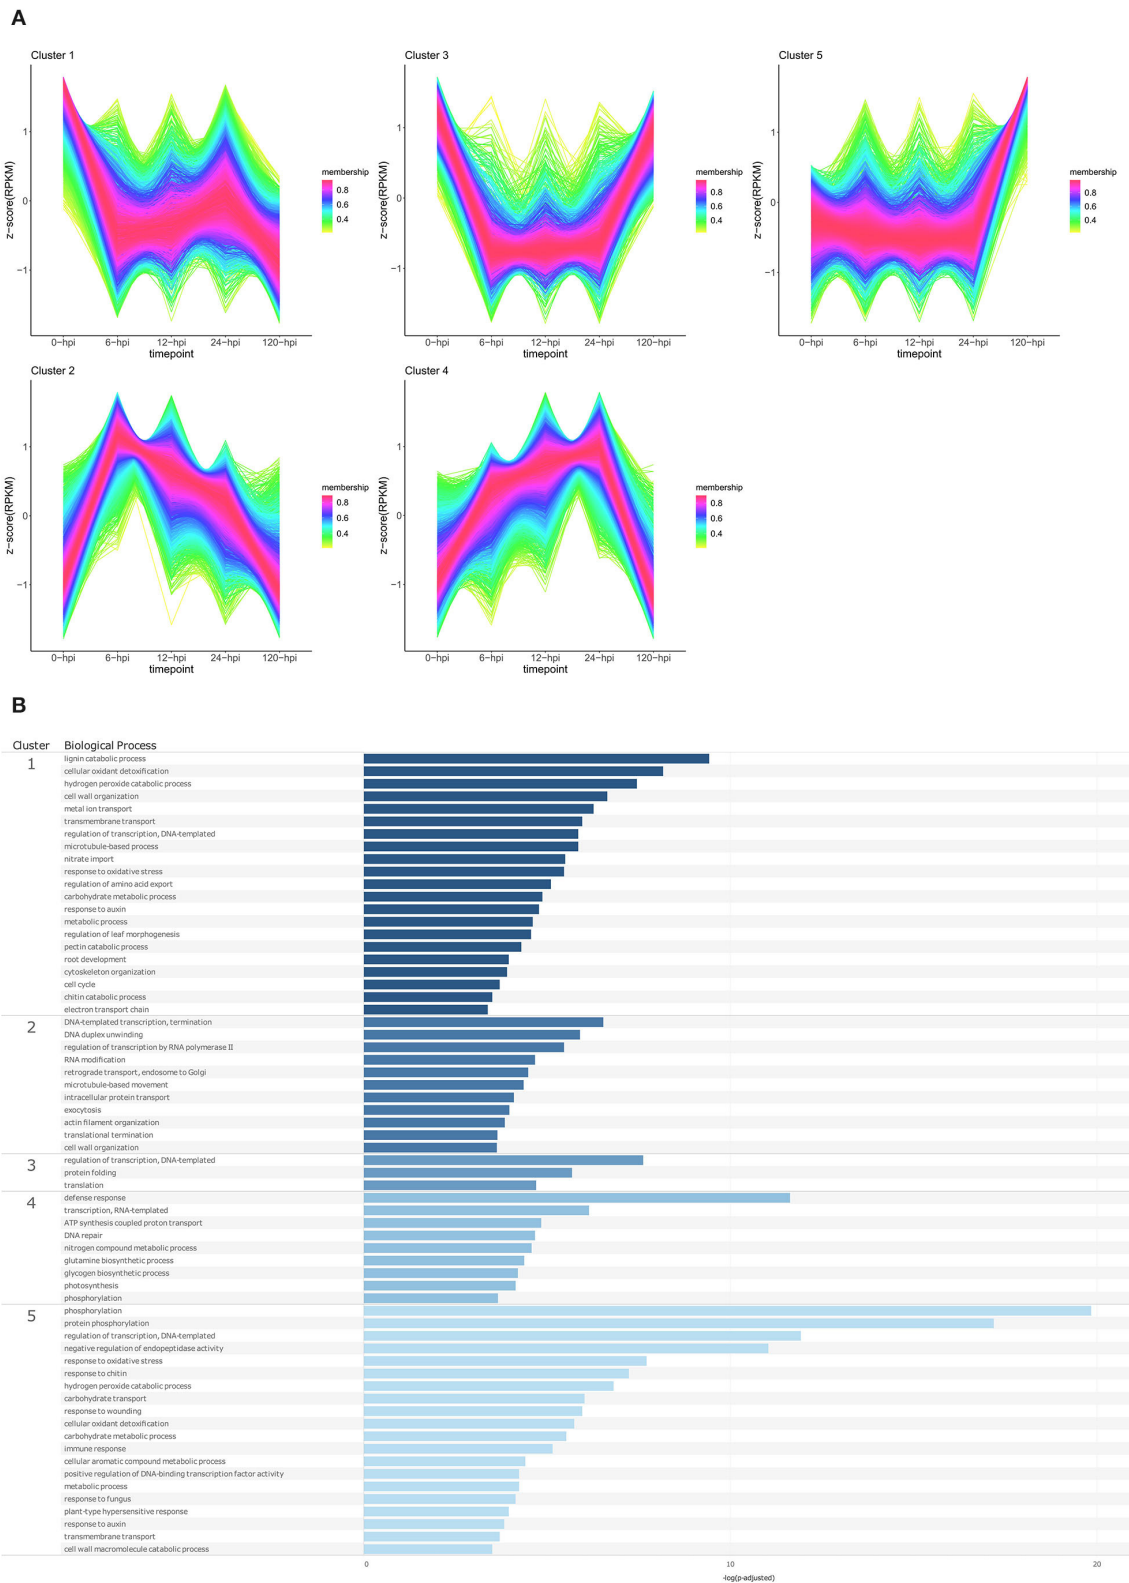 A
Cluster 1
z−score(RPKM)
1
0
−1
0−hpi 6−hpi 12−hpi 24−hpi 120−hpi
timepoint
membership
0.8
0.6
0.4
Cluster 3
z−score(RPKM)
1
0
−1
0−hpi 6−hpi 12−hpi 24−hpi 120−hpi
timepoint
membership
0.8
0.6
0.4
Cluster 5
z−score(RPKM)
1
0
−1
0−hpi 6−hpi 12−hpi 24−hpi 120−hpi
timepoint
membership
0.8
0.6
0.4
Cluster 2
z−score(RPKM)
1
0
−1
0−hpi 6−hpi 12−hpi 24−hpi 120−hpi
timepoint
membership
0.8
0.6
0.4
Cluster 4
z−score(RPKM)
1
0
−1
0−hpi 6−hpi 12−hpi 24−hpi 120−hpi
timepoint
membership
0.8
0.6
0.4
B
Cluster Biological Process
1
lignin catabolic process
cellular oxidant detoxification
hydrogen peroxide catabolic process
cell wall organization
metal ion transport
transmembrane transport
regulation of transcription, DNA-templated
microtubule-based process
nitrate import
response to oxidative stress
regulation of amino acid export
carbohydrate metabolic process
response to auxin
metabolic process
regulation of leaf morphogenesis
pectin catabolic process
root development
cytoskeleton organization
cell cycle
chitin catabolic process
electron transport chain
2
DNA-templated transcription, termination
DNA duplex unwinding
regulation of transcription by RNA polymerase II
RNA modification
retrograde transport, endosome to Golgi
microtubule-based movement
intracellular protein transport
exocytosis
actin filament organization
translational termination
cell wall organization
3
regulation of transcription, DNA-templated
protein folding
translation
4
defense response
transcription, RNA-templated
ATP synthesis coupled proton transport
DNA repair
nitrogen compound metabolic process
glutamine biosynthetic process
glycogen biosynthetic process
photosynthesis
phosphorylation
5
phosphorylation
protein phosphorylation
regulation of transcription, DNA-templated
negative regulation of endopeptidase activity
response to oxidative stress
response to chitin
hydrogen peroxide catabolic process
carbohydrate transport
response to wounding
cellular oxidant detoxification
carbohydrate metabolic process
immune response
cellular aromatic compound metabolic process
positive regulation of DNA-binding transcription factor activity
metabolic process
response to fungus
plant-type hypersensitive response
response to auxin
transmembrane transport
cell wall macromolecule catabolic process
0 10 20
-log(p-adjusted)